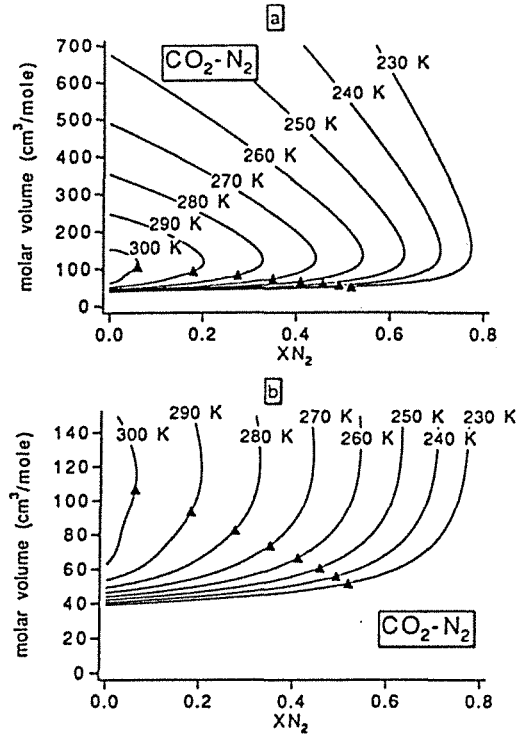 a
CO₂-N₂
230 K
240 K
250 K
260 K
270 K
280 K
290 K
300 K
700
600
500
400
300
200
100
0
molar volume (cm³/mole)
0.0 0.2 0.4 0.6 0.8
XN₂
b
290 K 270 K 250 K 230 K
300 K 280 K 260 K 240 K
140
120
100
80
60
40
20
0
molar volume (cm³/mole)
CO₂-N₂
0.0 0.2 0.4 0.6 0.8
XN₂